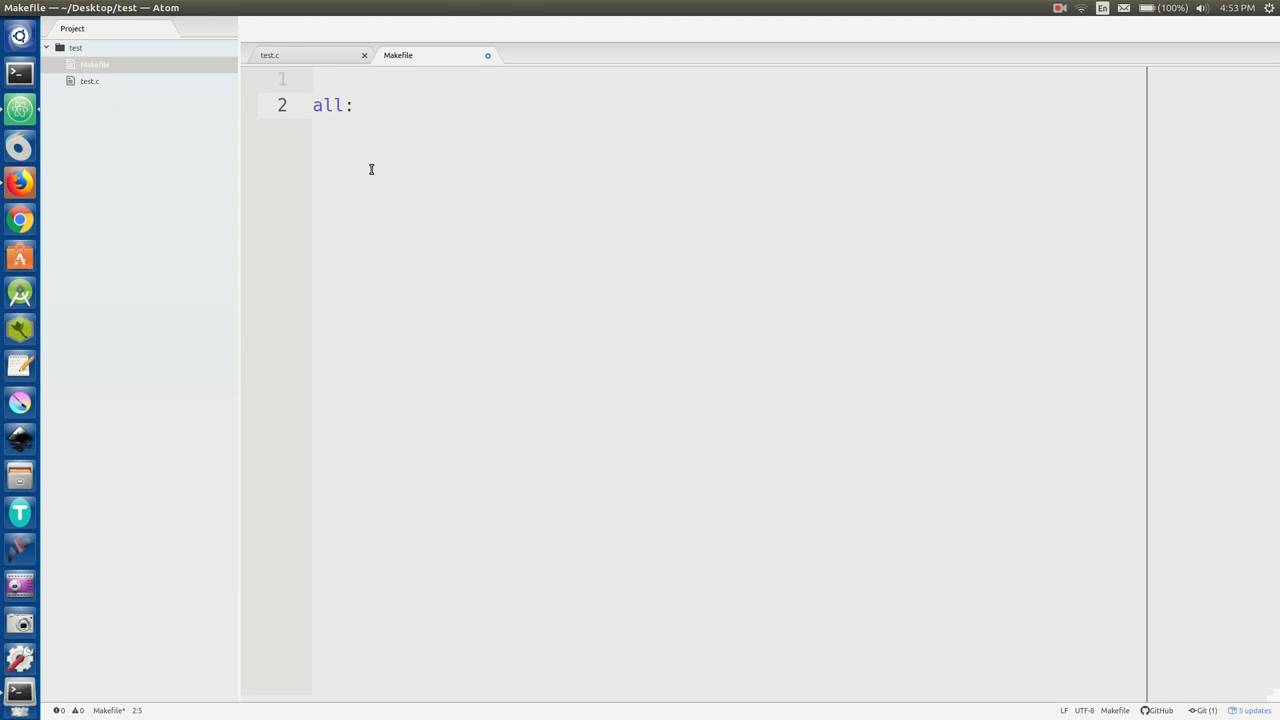 Makefile — ~/Desktop/test — Atom
En
(100%)
4:53 PM
Project
test
Makefile
test.c
test.c
Makefile
1
2 all:
0 0 Makefile* 2:5
LF UTF-8 Makefile GitHub Git (1) 5 updates